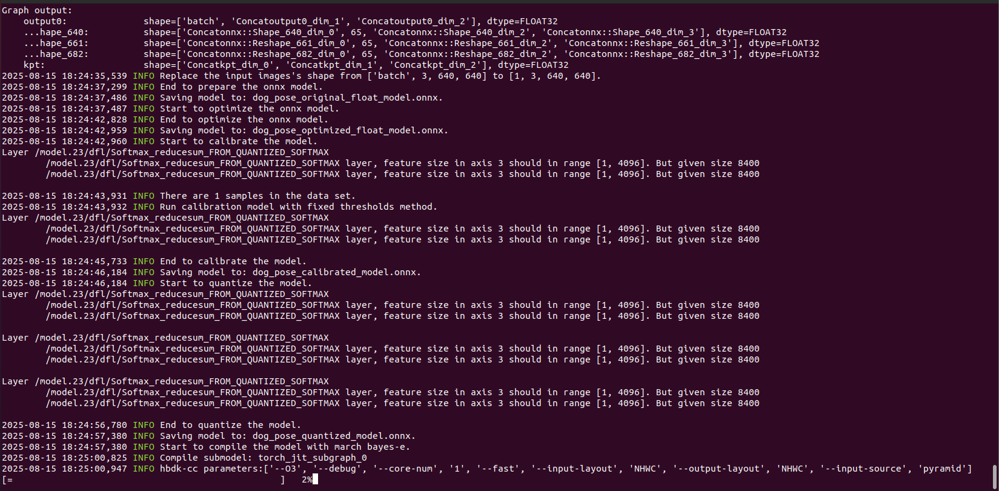 Graph output:
    output0:              shape=['batch', 'Concatoutput0_dim_1', 'Concatoutput0_dim_2'], dtype=FLOAT32
    ...hape_640:          shape=['Concatonnx::Shape_640_dim_0', 65, 'Concatonnx::Shape_640_dim_2', 'Concatonnx::Shape_640_dim_3'], dtype=FLOAT32
    ...hape_661:          shape=['Concatonnx::Reshape_661_dim_0', 65, 'Concatonnx::Reshape_661_dim_2', 'Concatonnx::Reshape_661_dim_3'], dtype=FLOAT32
    ...hape_682:          shape=['Concatonnx::Reshape_682_dim_0', 65, 'Concatonnx::Reshape_682_dim_2', 'Concatonnx::Reshape_682_dim_3'], dtype=FLOAT32
    kpt:                  shape=['Concatkpt_dim_0', 'Concatkpt_dim_1', 'Concatkpt_dim_2'], dtype=FLOAT32
2025-08-15 18:24:35,539 INFO Replace the input images's shape from ['batch', 3, 640, 640] to [1, 3, 640, 640].
2025-08-15 18:24:37,299 INFO End to prepare the onnx model.
2025-08-15 18:24:37,486 INFO Saving model to: dog_pose_original_float_model.onnx.
2025-08-15 18:24:37,487 INFO Start to optimize the onnx model.
2025-08-15 18:24:42,828 INFO End to optimize the onnx model.
2025-08-15 18:24:42,959 INFO Saving model to: dog_pose_optimized_float_model.onnx.
2025-08-15 18:24:42,960 INFO Start to calibrate the model.
Layer /model.23/dfl/Softmax_reducesum_FROM_QUANTIZED_SOFTMAX
        /model.23/dfl/Softmax_reducesum_FROM_QUANTIZED_SOFTMAX layer, feature size in axis 3 should in range [1, 4096]. But given size 8400
        /model.23/dfl/Softmax_reducesum_FROM_QUANTIZED_SOFTMAX layer, feature size in axis 3 should in range [1, 4096]. But given size 8400

2025-08-15 18:24:43,931 INFO There are 1 samples in the data set.
2025-08-15 18:24:43,932 INFO Run calibration model with fixed thresholds method.
Layer /model.23/dfl/Softmax_reducesum_FROM_QUANTIZED_SOFTMAX
        /model.23/dfl/Softmax_reducesum_FROM_QUANTIZED_SOFTMAX layer, feature size in axis 3 should in range [1, 4096]. But given size 8400
        /model.23/dfl/Softmax_reducesum_FROM_QUANTIZED_SOFTMAX layer, feature size in axis 3 should in range [1, 4096]. But given size 8400

2025-08-15 18:24:45,733 INFO End to calibrate the model.
2025-08-15 18:24:46,184 INFO Saving model to: dog_pose_calibrated_model.onnx.
2025-08-15 18:24:46,184 INFO Start to quantize the model.
Layer /model.23/dfl/Softmax_reducesum_FROM_QUANTIZED_SOFTMAX
        /model.23/dfl/Softmax_reducesum_FROM_QUANTIZED_SOFTMAX layer, feature size in axis 3 should in range [1, 4096]. But given size 8400
        /model.23/dfl/Softmax_reducesum_FROM_QUANTIZED_SOFTMAX layer, feature size in axis 3 should in range [1, 4096]. But given size 8400

Layer /model.23/dfl/Softmax_reducesum_FROM_QUANTIZED_SOFTMAX
        /model.23/dfl/Softmax_reducesum_FROM_QUANTIZED_SOFTMAX layer, feature size in axis 3 should in range [1, 4096]. But given size 8400
        /model.23/dfl/Softmax_reducesum_FROM_QUANTIZED_SOFTMAX layer, feature size in axis 3 should in range [1, 4096]. But given size 8400

Layer /model.23/dfl/Softmax_reducesum_FROM_QUANTIZED_SOFTMAX
        /model.23/dfl/Softmax_reducesum_FROM_QUANTIZED_SOFTMAX layer, feature size in axis 3 should in range [1, 4096]. But given size 8400
        /model.23/dfl/Softmax_reducesum_FROM_QUANTIZED_SOFTMAX layer, feature size in axis 3 should in range [1, 4096]. But given size 8400

2025-08-15 18:24:56,780 INFO End to quantize the model.
2025-08-15 18:24:57,380 INFO Saving model to: dog_pose_quantized_model.onnx.
2025-08-15 18:24:57,380 INFO Start to compile the model with march bayes-e.
2025-08-15 18:25:00,825 INFO Compile submodel: torch_jit_subgraph_0
2025-08-15 18:25:00,947 INFO hbdk-cc parameters:['--O3', '--debug', '--core-num', '1', '--fast', '--input-layout', 'NHWC', '--output-layout', 'NHWC', '--input-source', 'pyramid']
[=                                                 ]   2%